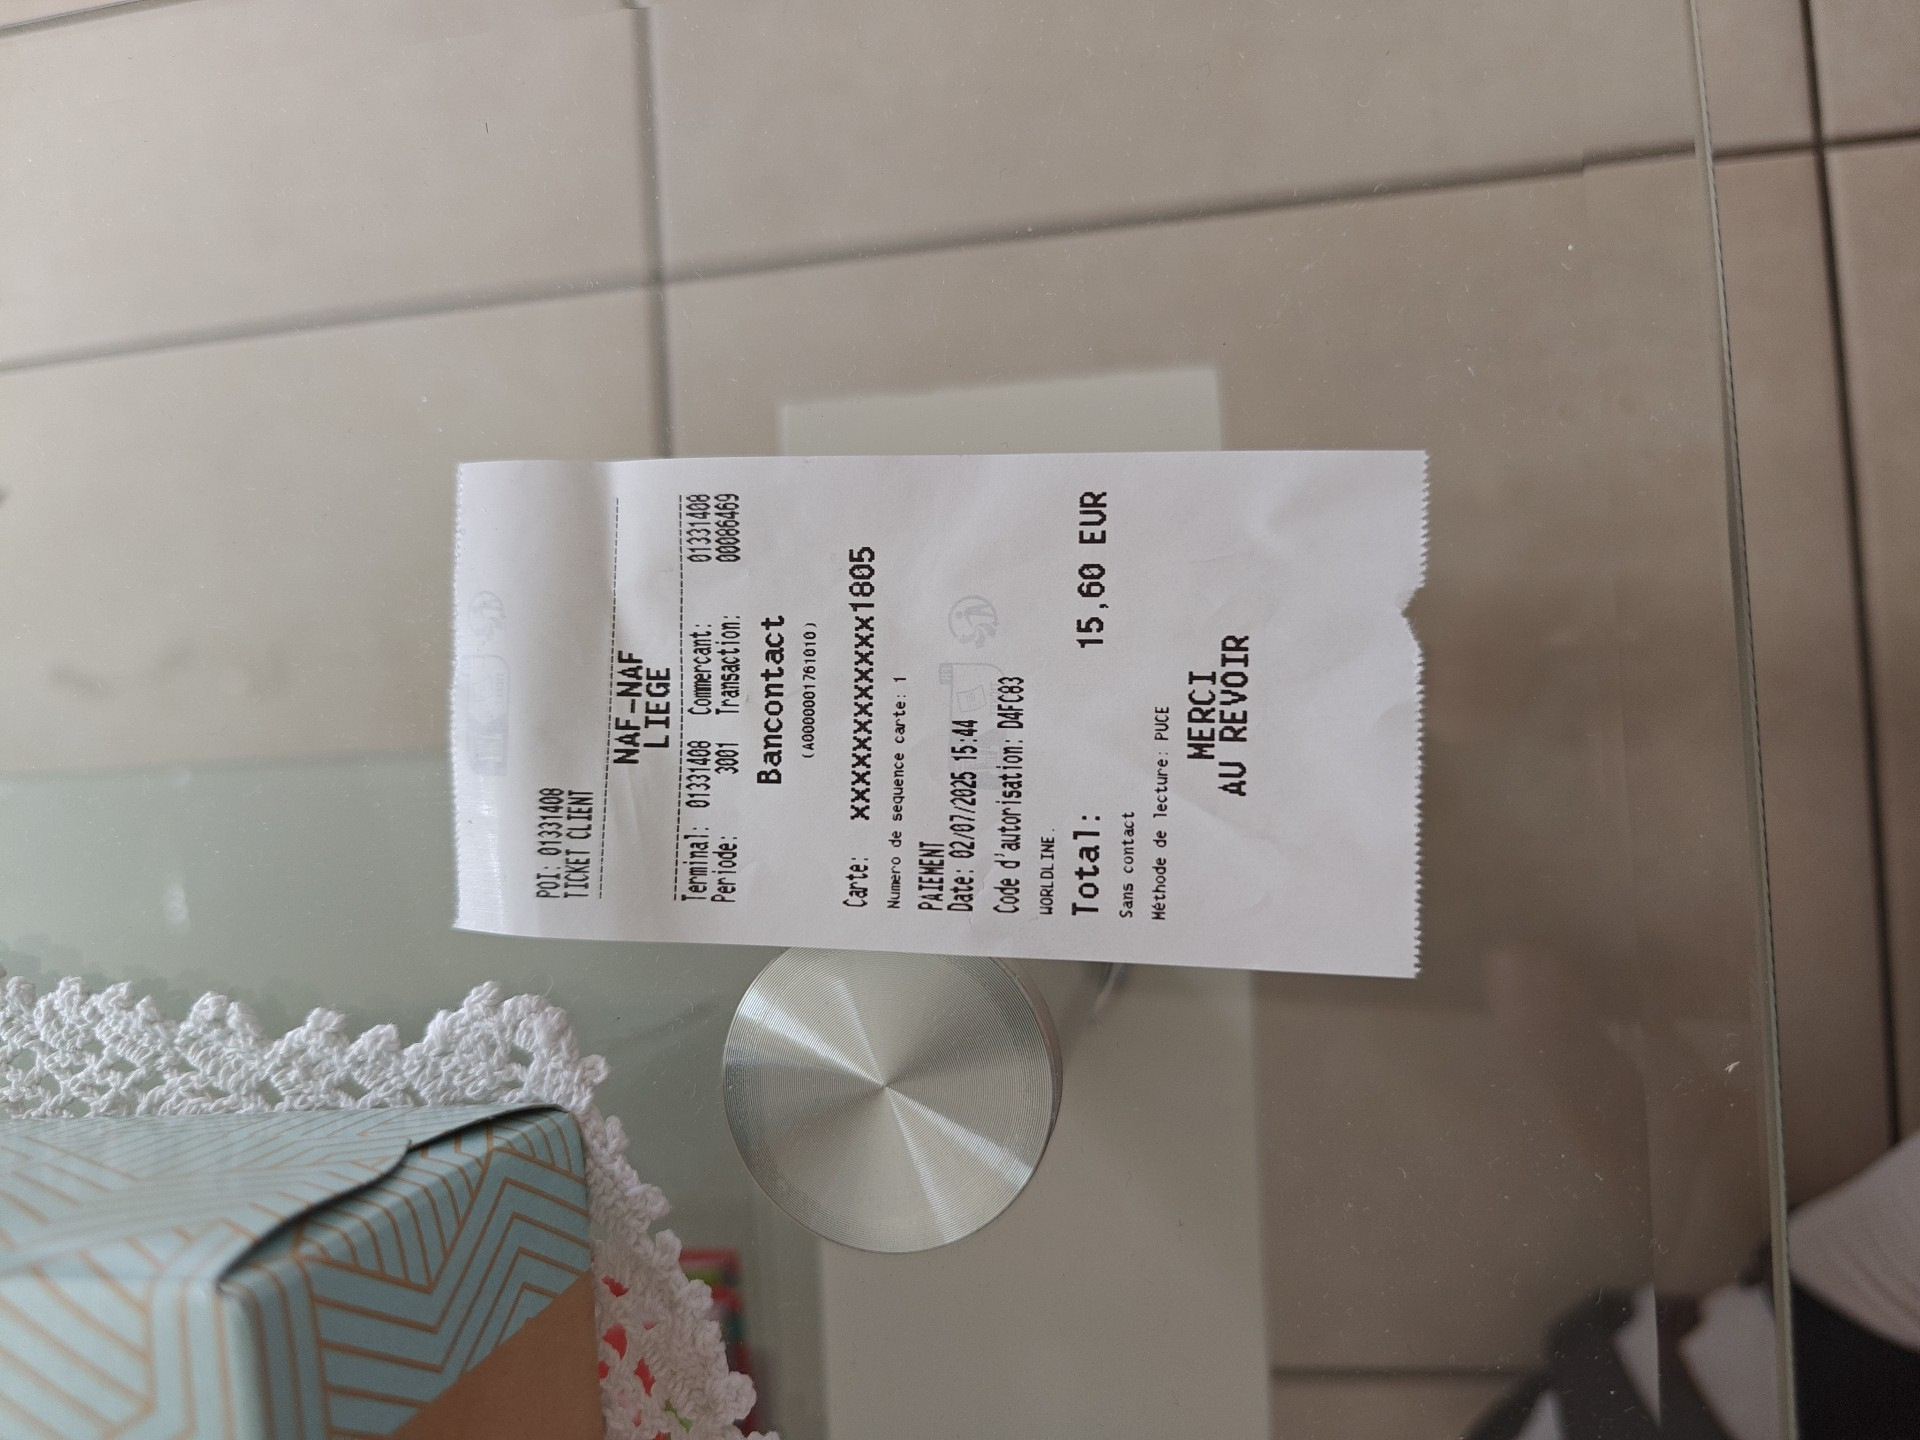 POI: 01331408
TICKET CLIENT
NAF-NAF
LIEGE
Terminal: 01331408 Commercant: 01331408
Periode: 3001 Transaction: 00086469
Bancontact
(A0000001761010)
Carte: xxxxxxxxxxxxx1805
Numero de sequence carte: 1
PAIEMENT
Date: 02/07/2025 15:44
Code d'autorisation: D4FC83
WORLDLINE.
Total: 15,60 EUR
Sans contact
Méthode de lecture: PUCE
MERCI
AU REVOIR